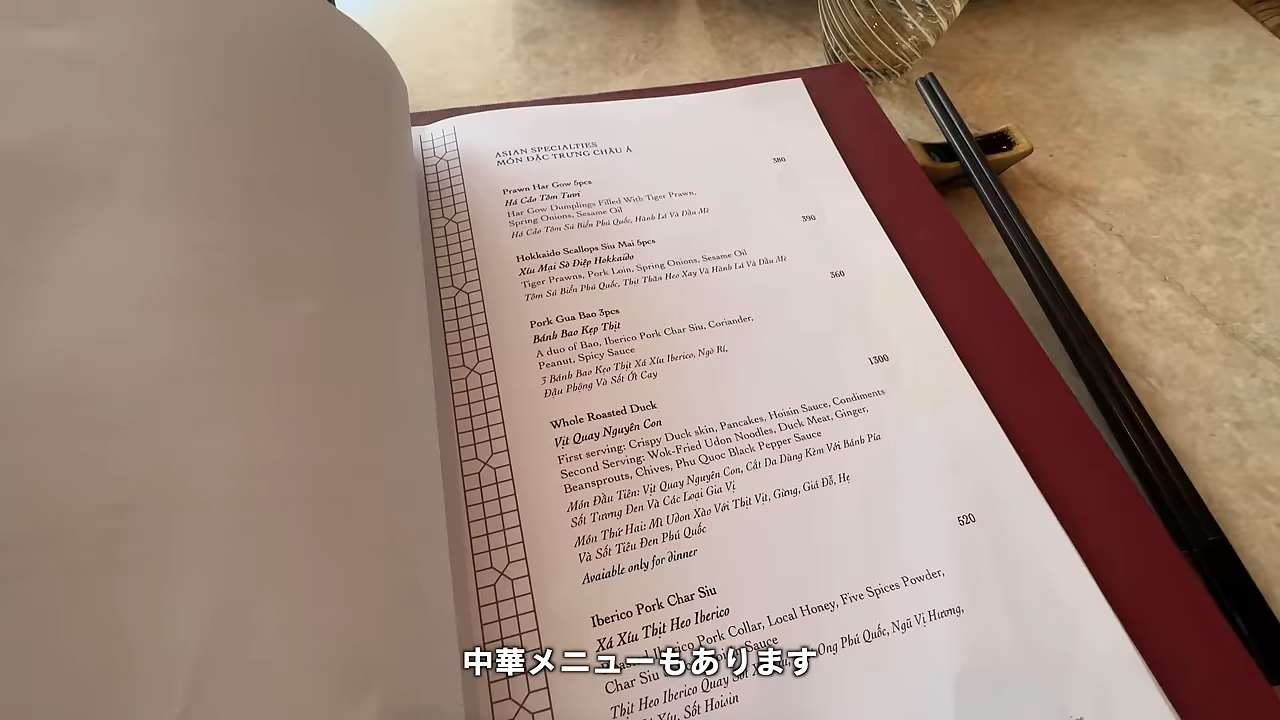 ASIAN SPECIALTIES
MÓN ĐẶC TRƯNG CHÂU Á
380
Prawn Har Gow 5pcs
Há Cảo Tôm Tươi
Har Gow Dumplings Filled With Tiger Prawn,
Spring Onions, Sesame Oil
Há Cảo Tôm Sú Biển Phú Quốc, Hành Lá Và Dầu Mè
390
Hokkaido Scallops Siu Mai 5pcs
Xíu Mại Sò Điệp Hokkaido
Tiger Prawns, Pork Loin, Spring Onions, Sesame Oil
Tôm Sú Biển Phú Quốc, Thịt Thăn Heo Xay Và Hành Lá Và Dầu Mè
360
Pork Gua Bao 3pcs
Bánh Bao Kẹp Thịt
A duo of Bao, Iberico Pork Char Siu, Coriander,
Peanut, Spicy Sauce
3 Bánh Bao Kẹo Thịt Xá Xíu Iberico, Ngò Rí,
Đậu Phộng Và Sốt Ớt Cay
1300
Whole Roasted Duck
Vịt Quay Nguyên Con
First serving: Crispy Duck skin, Pancakes, Hoisin Sauce, Condiments
Second Serving: Wok-Fried Udon Noodles, Duck Meat, Ginger,
Beansprouts, Chives, Phu Quoc Black Pepper Sauce
Món Đầu Tiên: Vịt Quay Nguyên Con, Cắt Da Dùng Kèm Với Bánh Pía
Sốt Tương Đen Và Các Loại Gia Vị
Món Thứ Hai: Mì Udon Xào Với Thịt Vịt, Gừng, Giá Đỗ, Hẹ
Và Sốt Tiêu Đen Phú Quốc
Avaiable only for dinner
520
Iberico Pork Char Siu
Xá Xíu Thịt Heo Iberico
Iberico Pork Collar, Local Honey, Five Spices Powder,
Char Siu Sauce
Thịt Heo Iberico Quay Sốt Ong Phú Quốc, Ngũ Vị Hương,
Xíu, Sốt Hoisin
中華メニューもあります